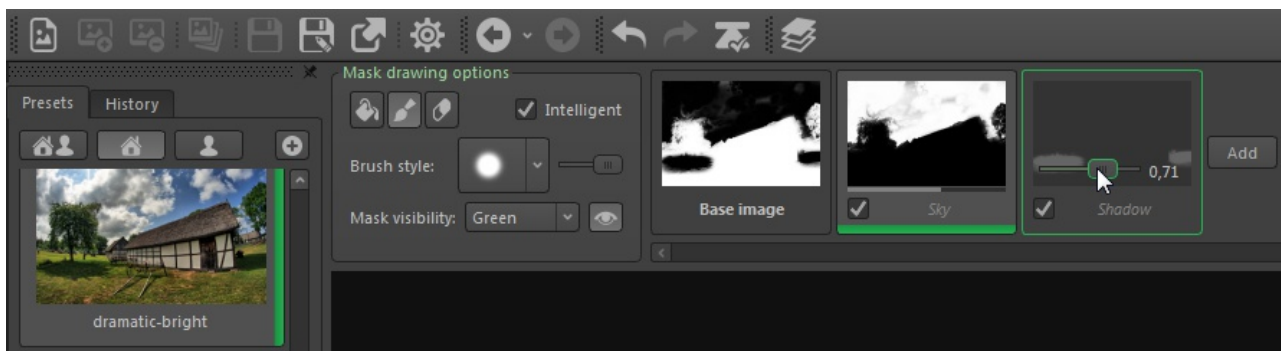 Mask drawing options
Presets History
Intelligent
Brush style:
Mask visibility: Green
dramatic-bright
Base image
Sky
0,71
Shadow
Add